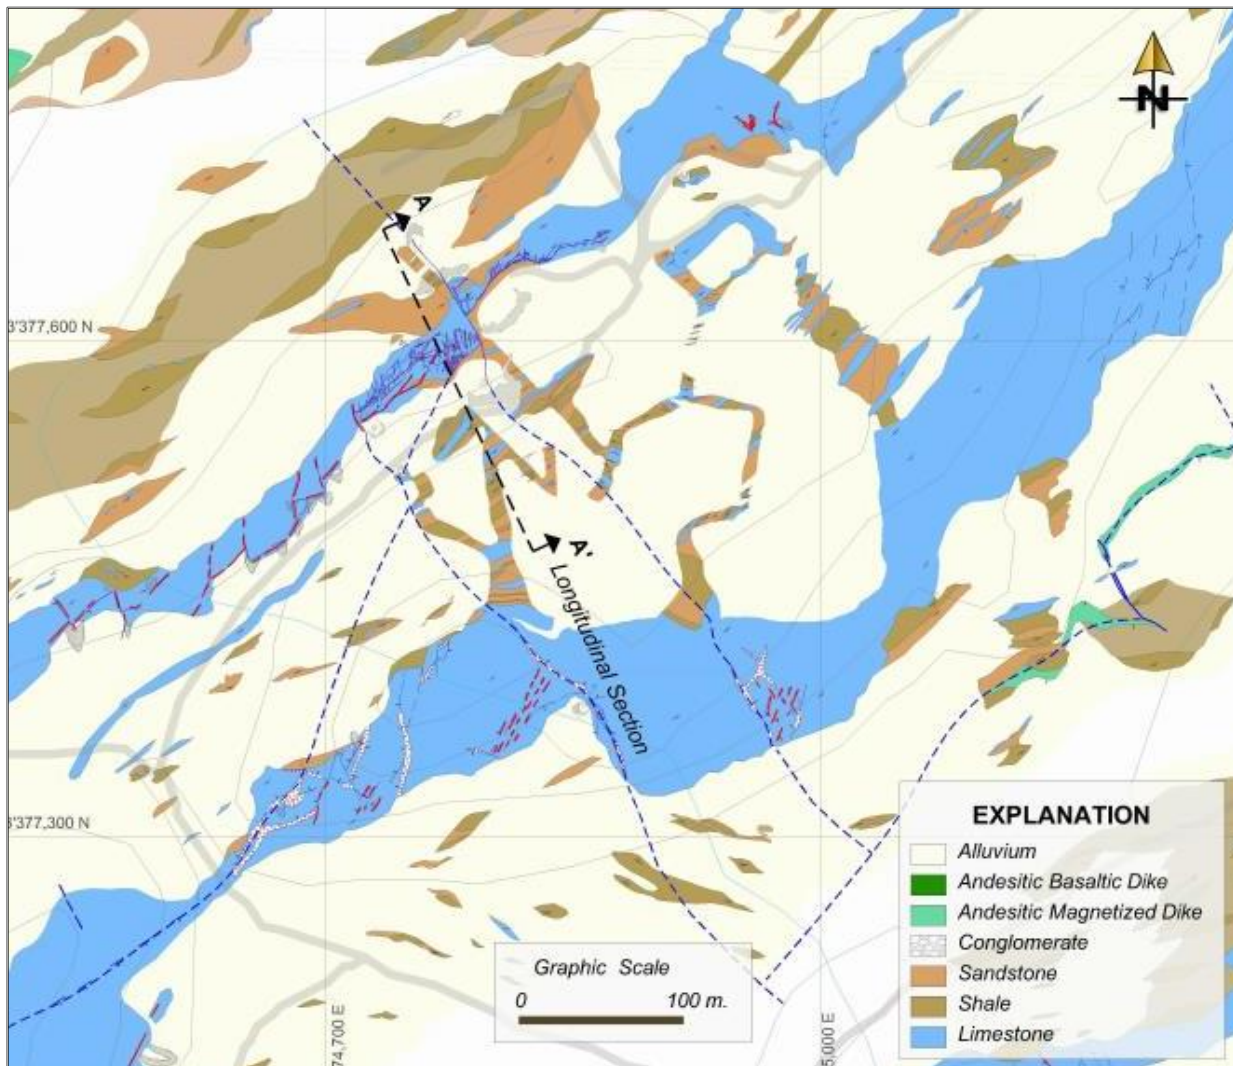 N
A
3'377,600 N
A'
Longitudinal Section
3'377,300 N
EXPLANATION
Alluvium
Andesitic Basaltic Dike
Andesitic Magnetized Dike
Conglomerate
Sandstone
Shale
Limestone
Graphic Scale
0 100 m.
74,700 E
5,000 E